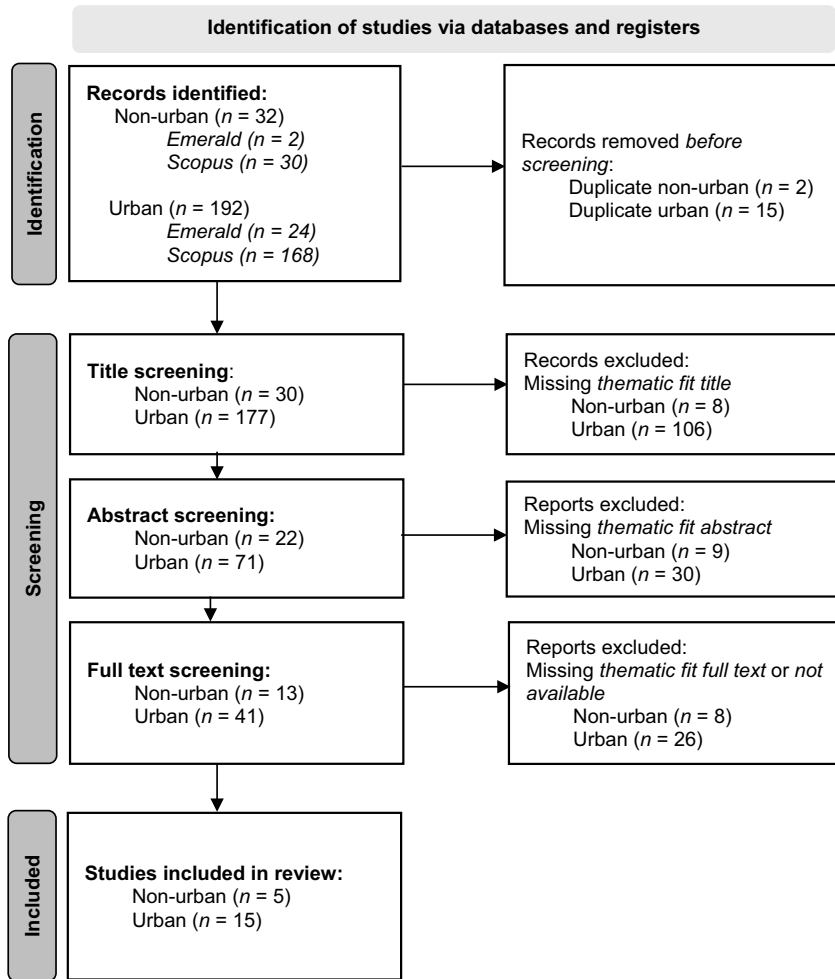 Identification of studies via databases and registers
Identification
Records identified:
Non-urban (n = 32)
Emerald (n = 2)
Scopus (n = 30)
Urban (n = 192)
Emerald (n = 24)
Scopus (n = 168)
Records removed before
screening:
Duplicate non-urban (n = 2)
Duplicate urban (n = 15)
Screening
Title screening:
Non-urban (n = 30)
Urban (n = 177)
Records excluded:
Missing thematic fit title
Non-urban (n = 8)
Urban (n = 106)
Abstract screening:
Non-urban (n = 22)
Urban (n = 71)
Reports excluded:
Missing thematic fit abstract
Non-urban (n = 9)
Urban (n = 30)
Full text screening:
Non-urban (n = 13)
Urban (n = 41)
Reports excluded:
Missing thematic fit full text or not
available
Non-urban (n = 8)
Urban (n = 26)
Included
Studies included in review:
Non-urban (n = 5)
Urban (n = 15)